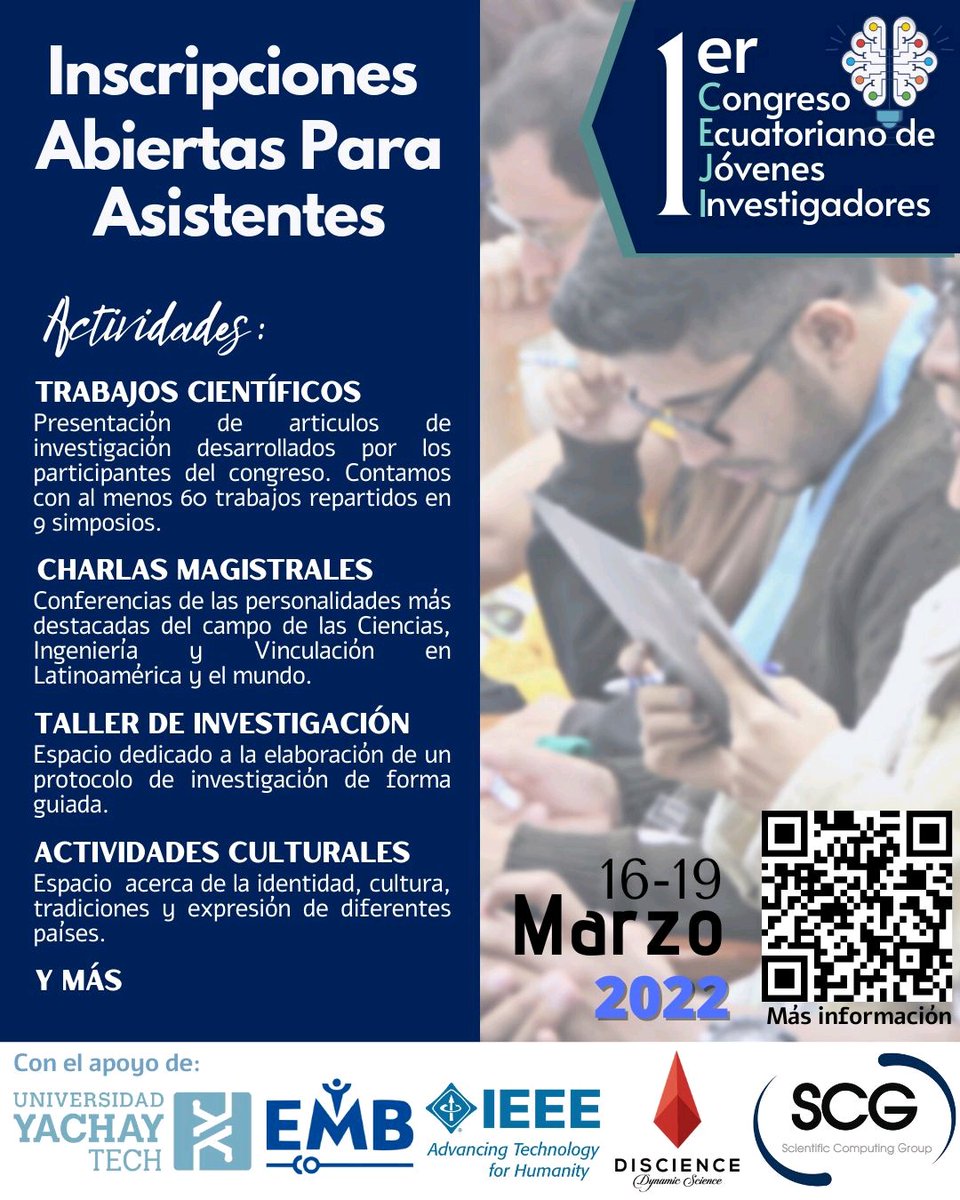 Inscripciones
Abiertas Para
Asistentes
1er
Congreso
Ecuatoriano de
Jóvenes
Investigadores
Actividades:
TRABAJOS CIENTÍFICOS
Presentación de articulos de
investigación desarrollados por los
participantes del congreso. Contamos
con al menos 60 trabajos repartidos en
9 simposios.
CHARLAS MAGISTRALES
Conferencias de las personalidades más
destacadas del campo de las Ciencias,
Ingeniería y Vinculación en
Latinoamérica y el mundo.
TALLER DE INVESTIGACIÓN
Espacio dedicado a la elaboración de un
protocolo de investigación de forma
guiada.
ACTIVIDADES CULTURALES
Espacio acerca de la identidad, cultura,
tradiciones y expresión de diferentes
países.
Y MÁS
16-19
Marzo
2022
Más información
Con el apoyo de:
UNIVERSIDAD
YACHAY
TECH
EMB
IEEE
Advancing Technology
for Humanity
DISCIENCE
Dynamic Science
SCG
Scientific Computing Group